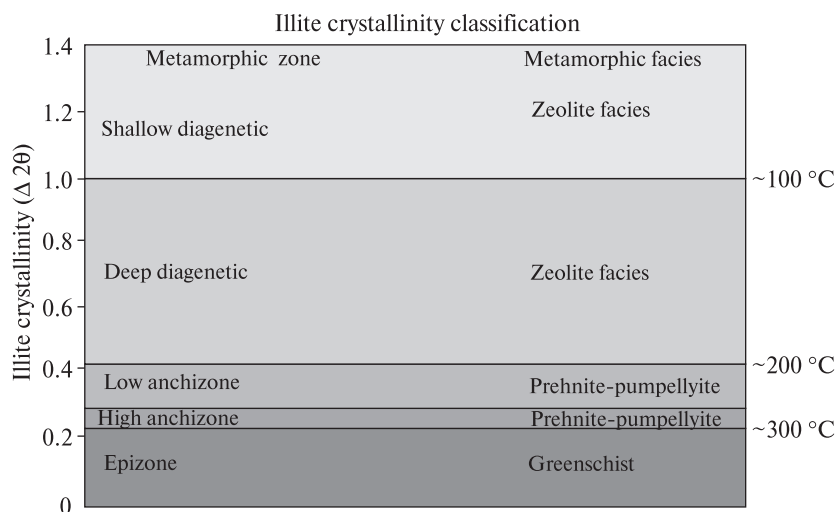 Illite crystallinity classification
1.4
Metamorphic zone
Metamorphic facies
1.2
Zeolite facies
Shallow diagenetic
1.0
~100 °C
0.8
Deep diagenetic
Zeolite facies
0.6
0.4
~200 °C
Low anchizone
Prehnite-pumpellyite
High anchizone
Prehnite-pumpellyite
0.2
~300 °C
Epizone
Greenschist
0
Illite crystallinity (Δ 2θ)